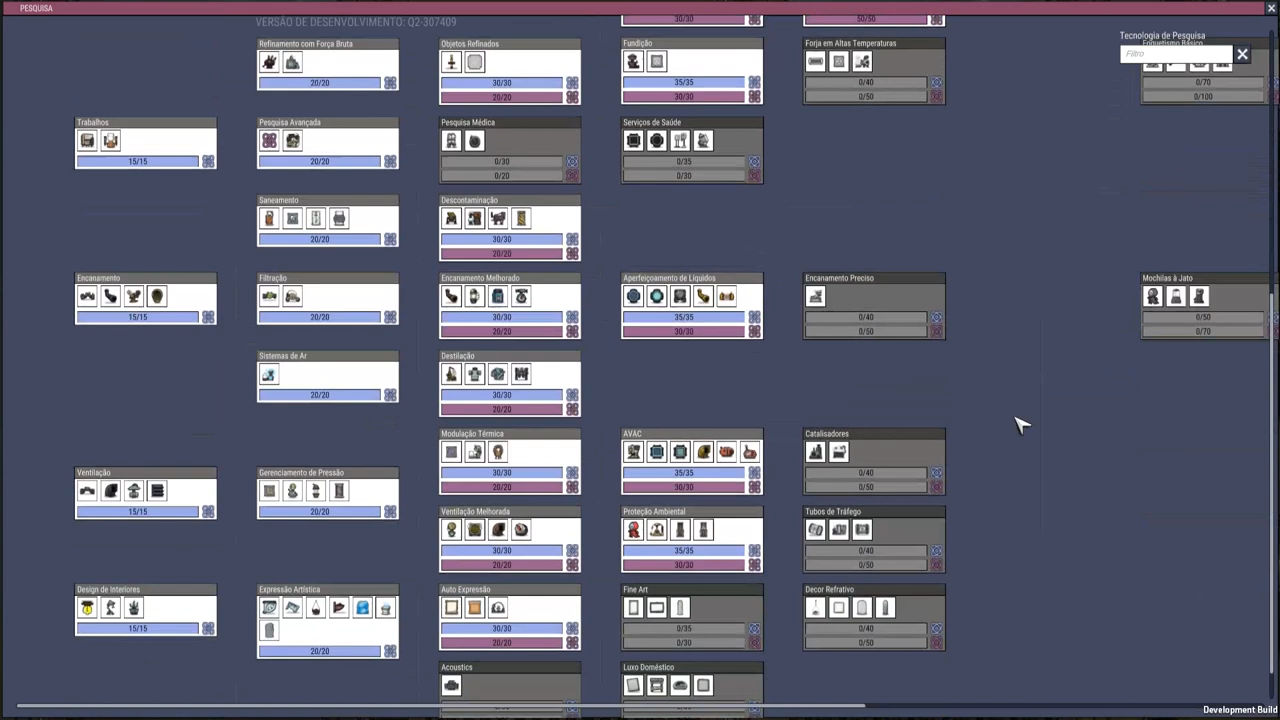 PESQUISA
VERSÃO DE DESENVOLVIMENTO: Q2-307409
30/30
50/50
Tecnologia de Pesquisa
Filtro
Refinamento com Força Bruta
20/20
Objetos Refinados
30/30
20/20
Fundição
35/35
30/30
Forja em Altas Temperaturas
0/40
0/50
Foguetismo Básico
0/70
0/100
Trabalhos
15/15
Pesquisa Avançada
20/20
Pesquisa Médica
0/30
0/20
Serviços de Saúde
0/35
0/30
Saneamento
20/20
Descontaminação
30/30
20/20
Encanamento
15/15
Filtração
20/20
Encanamento Melhorado
30/30
20/20
Aperfeiçoamento de Líquidos
35/35
30/30
Encanamento Preciso
0/40
0/50
Mochilas à Jato
0/50
0/70
Sistemas de Ar
20/20
Destilação
30/30
20/20
Modulação Térmica
30/30
20/20
AVAC
35/35
30/30
Catalisadores
0/40
0/50
Ventilação
15/15
Gerenciamento de Pressão
20/20
Ventilação Melhorada
30/30
20/20
Proteção Ambiental
35/35
30/30
Tubos de Tráfego
0/40
0/50
Design de Interiores
15/15
Expressão Artística
20/20
Auto Expressão
30/30
20/20
Fine Art
0/35
0/30
Decor Refrativo
0/40
0/50
Acoustics
Luxo Doméstico
Development Build